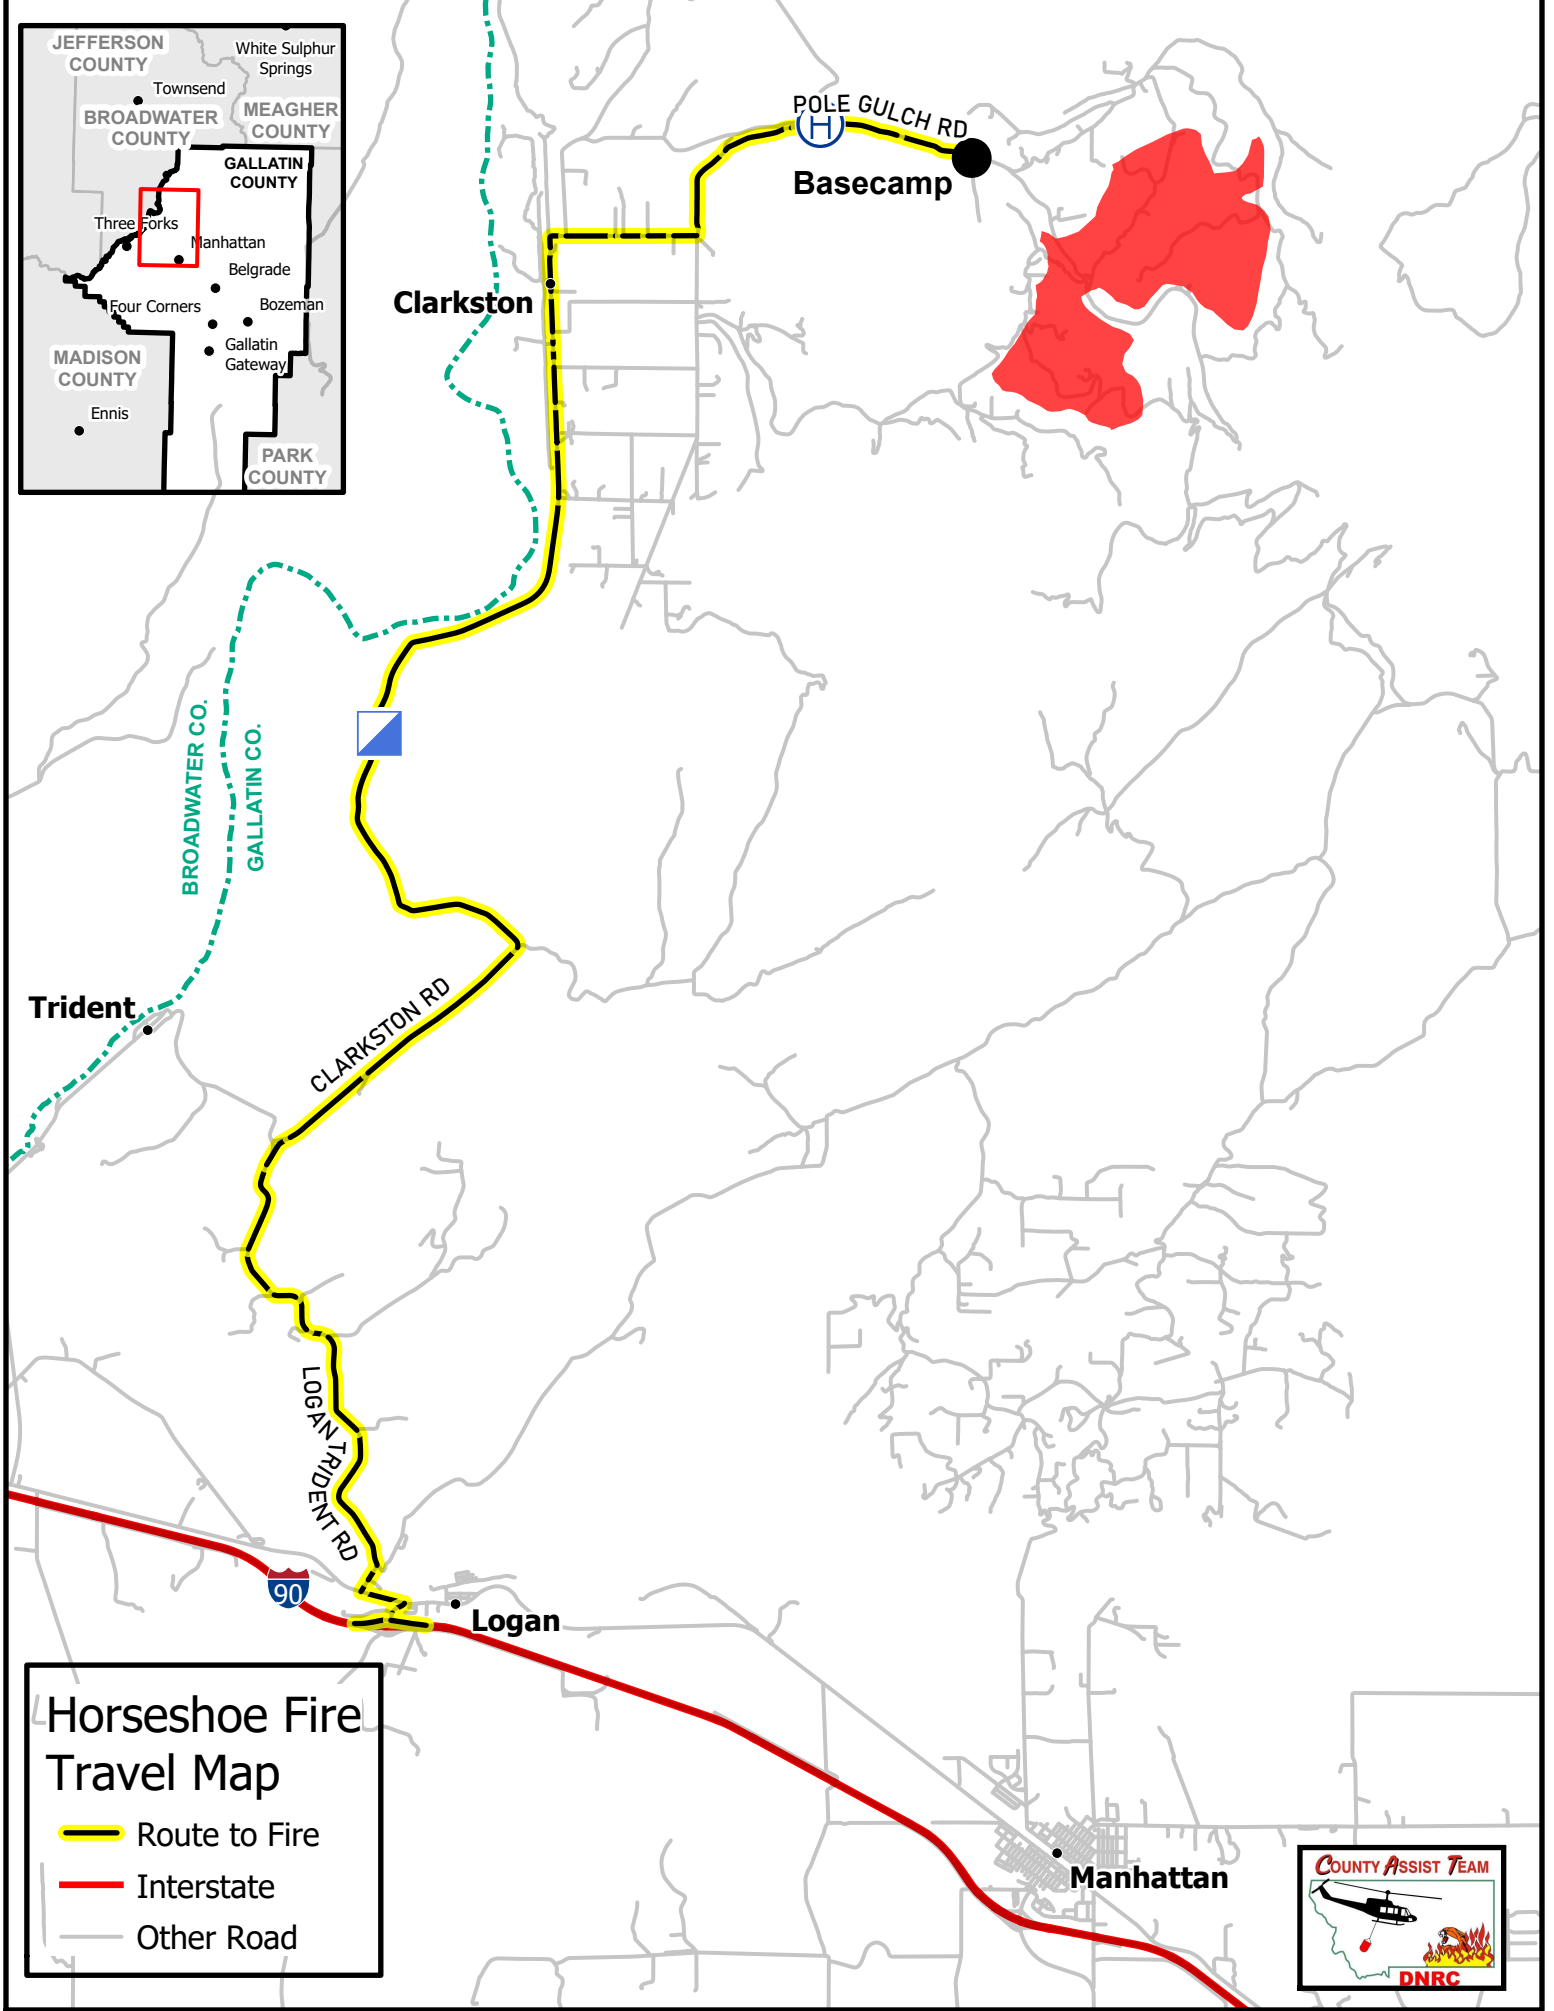 JEFFERSON
COUNTY
White Sulphur
Springs
Townsend
BROADWATER
COUNTY
MEAGHER
COUNTY
GALLATIN
COUNTY
Three Forks
Manhattan
Belgrade
Four Corners
Bozeman
Gallatin
Gateway
MADISON
COUNTY
Ennis
PARK
COUNTY
POLE GULCH RD
H
Basecamp
Clarkston
BROADWATER CO.
GALLATIN CO.
Trident
CLARKSTON RD
LOGAN TRIDENT RD
90
Logan
Horseshoe Fire
Travel Map
Route to Fire
Interstate
Other Road
Manhattan
COUNTY ASSIST TEAM
DNRC